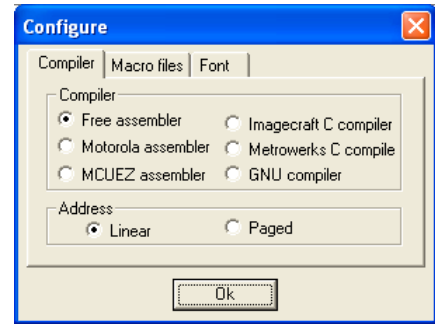 Configure
Compiler Macro files Font
Compiler
Free assembler Imagecraft C compiler
Motorola assembler Metrowerks C compile
MCUEZ assembler GNU compiler
Address
Linear Paged
Ok